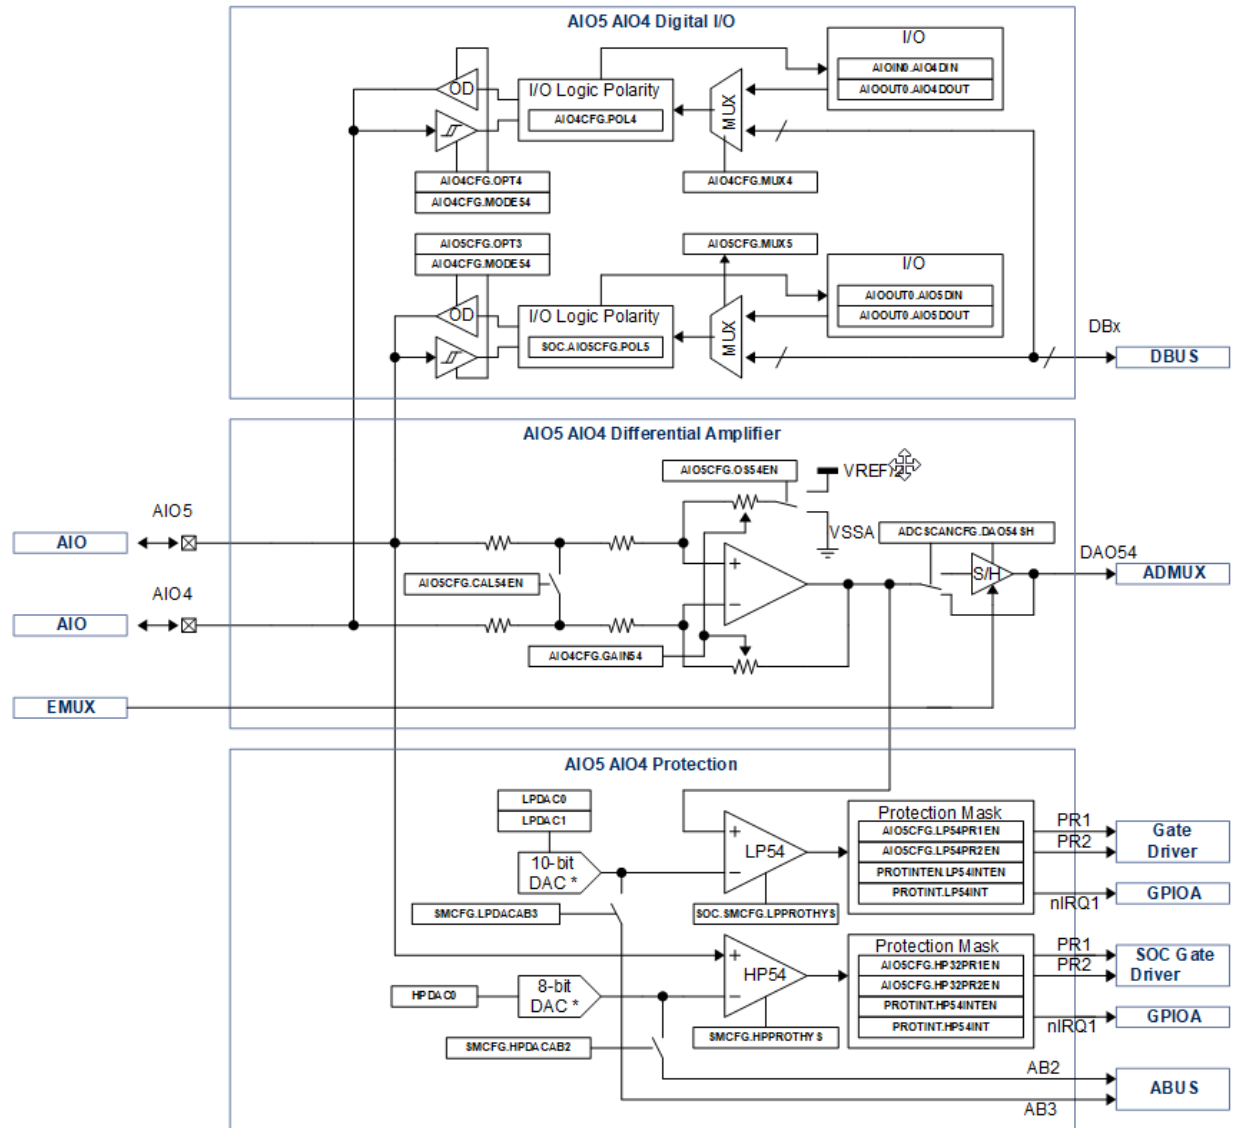 AIO5 AIO4 Digital I/O
I/O
AIOIN0.AIO4DIN
AIOOUT0.AIO4DOUT
OD
I/O Logic Polarity
AIO4CFG.POL4
MUX
AIO4CFG.OPT4
AIO4CFG.MODE54
AIO4CFG.MUX4
AIO5CFG.OPT3
AIO4CFG.MODE54
AIO5CFG.MUX5
I/O
AIOOUT0.AIO5DIN
AIOOUT0.AIO5DOUT
OD
I/O Logic Polarity
SOC.AIO5CFG.POL5
MUX
DBx
DBUS
AIO5 AIO4 Differential Amplifier
AIO5CFG.OS54EN
VREF/2
VSSA
ADCSCANCFG.DAO54SH
AIO5
AIO
AIO5CFG.CAL54EN
+
−
S/H
DAO54
ADMUX
AIO4
AIO
AIO4CFG.GAIN54
EMUX
AIO5 AIO4 Protection
LPDAC0
LPDAC1
10-bit
DAC *
+
LP54
−
Protection Mask
AIO5CFG.LP54PR1EN
AIO5CFG.LP54PR2EN
PROTINTEN.LP54INTEN
PROTINT.LP54INT
PR1
PR2
nIRQ1
Gate
Driver
GPIOA
SMCFG.LPDACAB3
SOC.SMCFG.LPPROTHYS
HPDAC0
8-bit
DAC *
+
HP54
−
Protection Mask
AIO5CFG.HP32PR1EN
AIO5CFG.HP32PR2EN
PROTINT.HP54INTEN
PROTINT.HP54INT
PR1
PR2
nIRQ1
SOC Gate
Driver
GPIOA
SMCFG.HPDACAB2
SMCFG.HPPROTHYS
AB2
AB3
ABUS